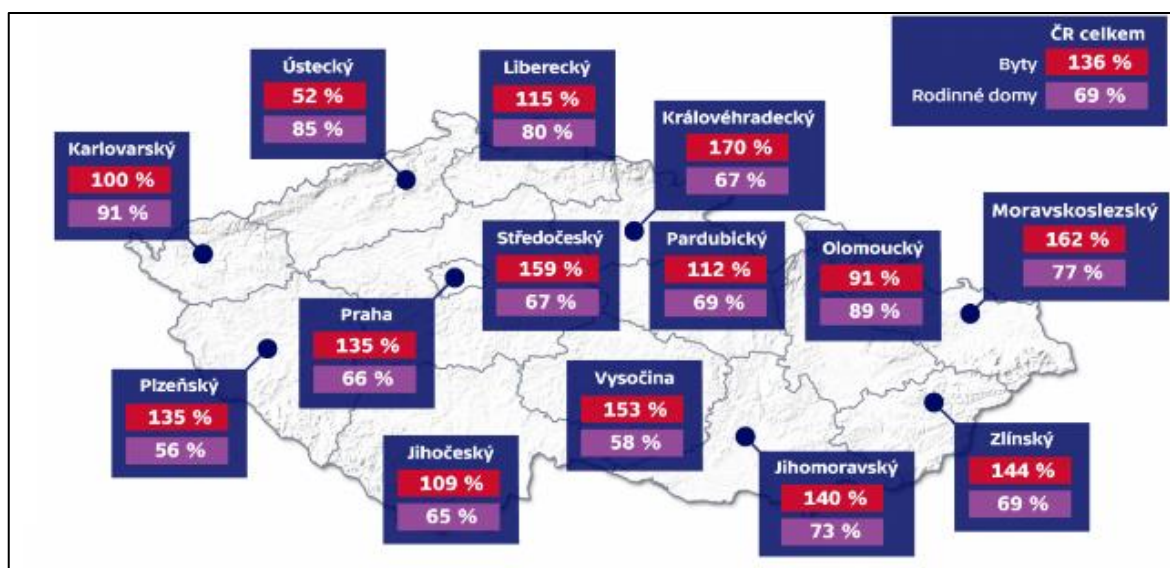 ČR celkem
Byty 136 %
Rodinné domy 69 %
Ústecký
52 %
85 %
Liberecký
115 %
80 %
Královéhradecký
170 %
67 %
Karlovarský
100 %
91 %
Moravskoslezský
162 %
77 %
Středočeský
159 %
67 %
Pardubický
112 %
69 %
Olomoucký
91 %
89 %
Praha
135 %
66 %
Plzeňský
135 %
56 %
Vysočina
153 %
58 %
Jihočeský
109 %
65 %
Jihomoravský
140 %
73 %
Zlínský
144 %
69 %